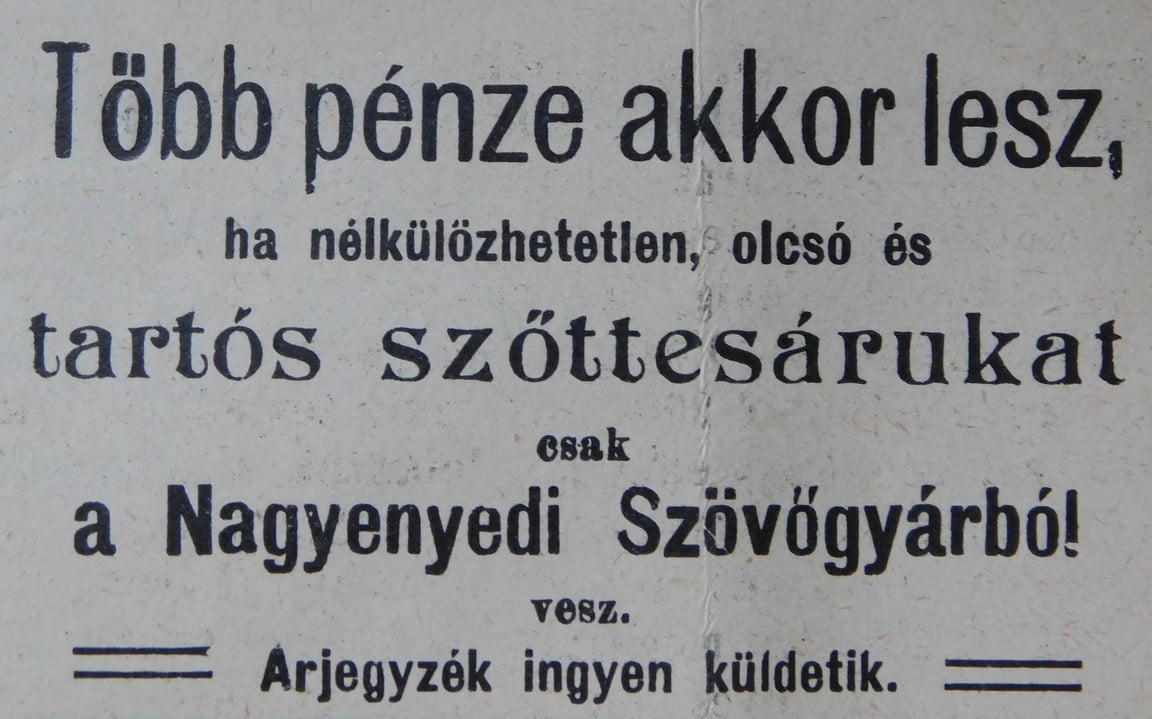 Több pénze akkor lesz,
ha nélkülözhetetlen, olcsó és
tartós szőttesárukat
csak
a Nagyenyedi Szövőgyárból!
vesz.
Arjegyzék ingyen küldetik.